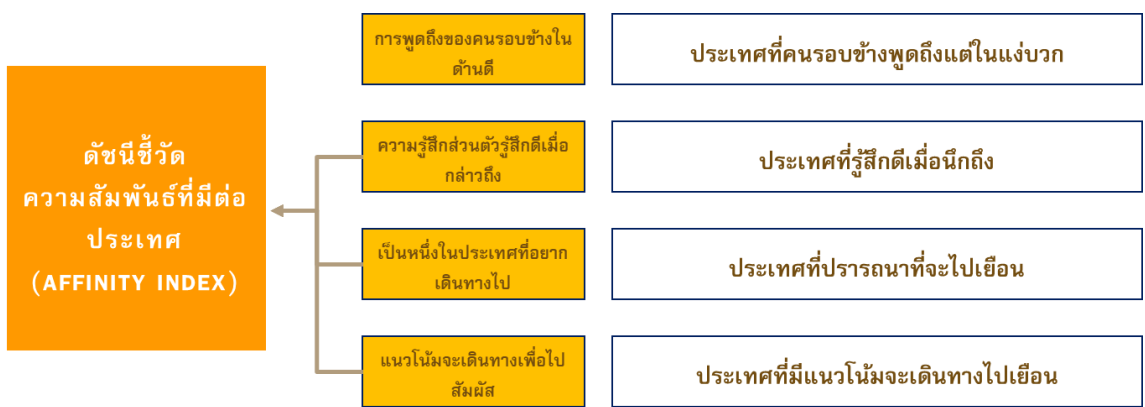 ดัชนีชี้วัด
ความสัมพันธ์ที่มีต่อ
ประเทศ
(AFFINITY INDEX)
การพูดถึงของคนรอบข้างใน
ด้านดี
ประเทศที่คนรอบข้างพูดถึงแต่ในแง่บวก
ความรู้สึกส่วนตัวรู้สึกดีเมื่อ
กล่าวถึง
ประเทศที่รู้สึกดีเมื่อนึกถึง
เป็นหนึ่งในประเทศที่อยาก
เดินทางไป
ประเทศที่ปรารถนาที่จะไปเยือน
แนวโน้มจะเดินทางเพื่อไป
สัมผัส
ประเทศที่มีแนวโน้มจะเดินทางไปเยือน